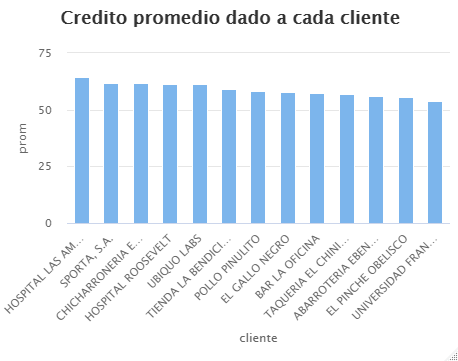 Credito promedio dado a cada cliente
75
50
25
0
prom
HOSPITAL LAS AM...
SPORTA, S.A.
CHICHARRONERIA E...
HOSPITAL ROOSEVELT
UBIQUO LABS
TIENDA LA BENDICI...
POLLO PINULITO
EL GALLO NEGRO
BAR LA OFICINA
TAQUERIA EL CHINI...
ABARROTERIA EBEN...
EL PINCHE OBELISCO
UNIVERSIDAD FRAN...
cliente